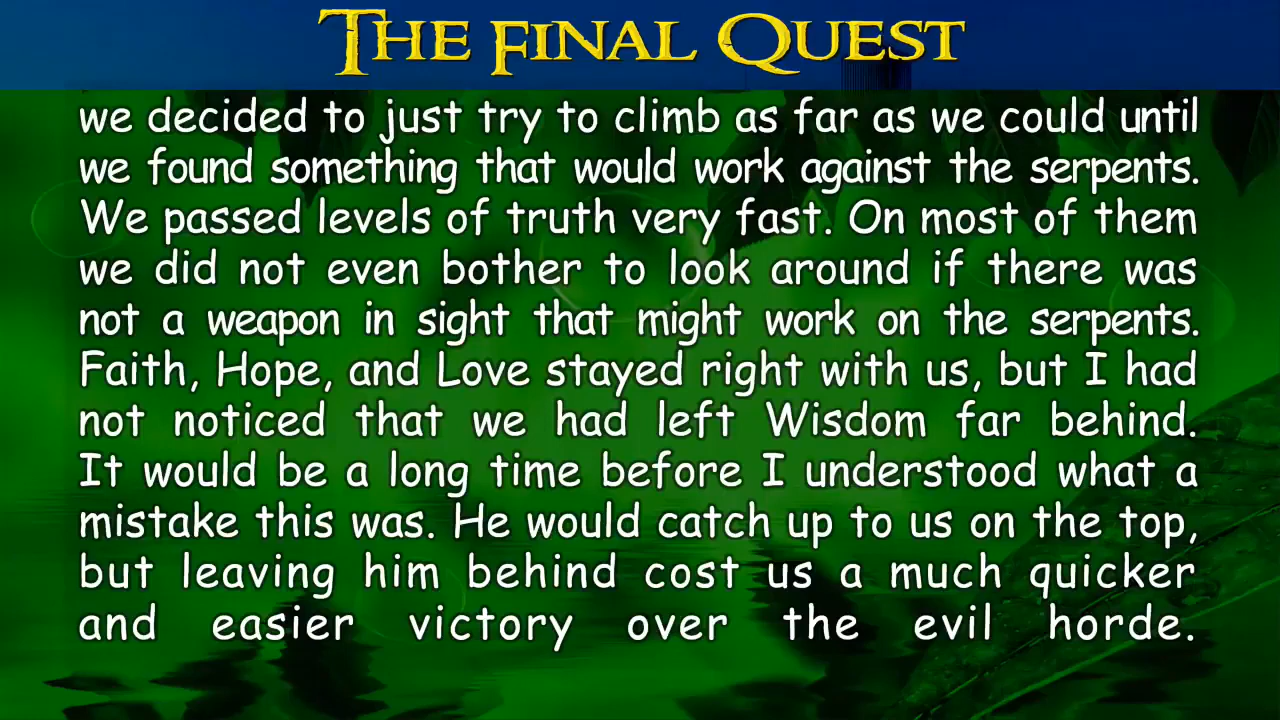 THE FINAL QUEST
we decided to just try to climb as far as we could until
we found something that would work against the serpents.
We passed levels of truth very fast. On most of them
we did not even bother to look around if there was
not a weapon in sight that might work on the serpents.
Faith, Hope, and Love stayed right with us, but I had
not noticed that we had left Wisdom far behind.
It would be a long time before I understood what a
mistake this was. He would catch up to us on the top,
but leaving him behind cost us a much quicker
and easier victory over the evil horde.